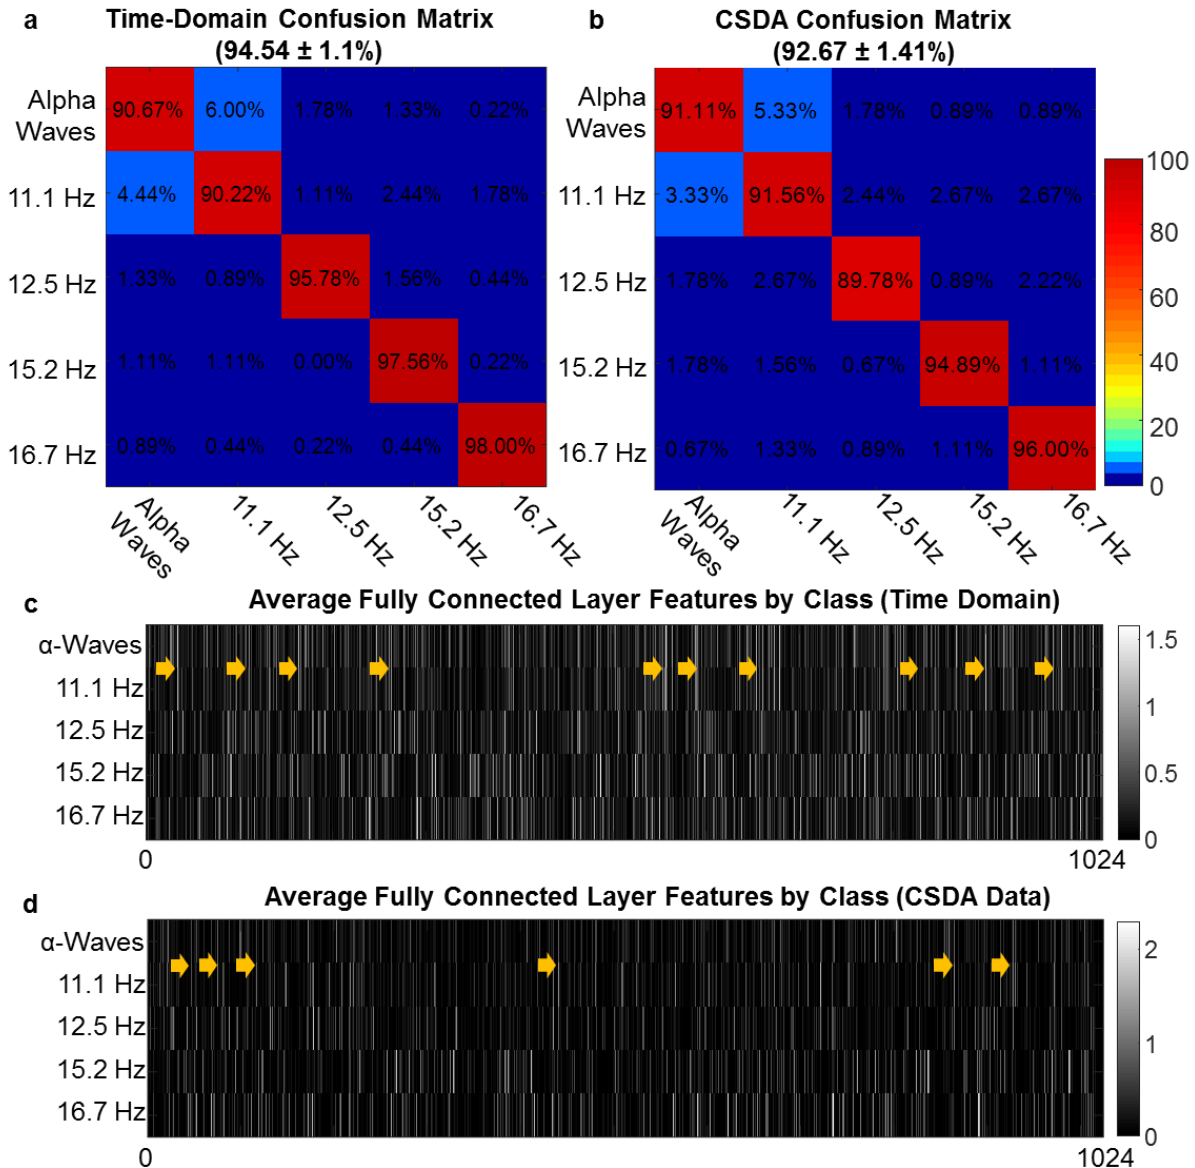 a
Time-Domain Confusion Matrix
(94.54 ± 1.1%)
Alpha
Waves
90.67% 6.00% 1.78% 1.33% 0.22%
11.1 Hz
4.44% 90.22% 1.11% 2.44% 1.78%
12.5 Hz
1.33% 0.89% 95.78% 1.56% 0.44%
15.2 Hz
1.11% 1.11% 0.00% 97.56% 0.22%
16.7 Hz
0.89% 0.44% 0.22% 0.44% 98.00%
Alpha
Waves
11.1 Hz
12.5 Hz
15.2 Hz
16.7 Hz
b
CSDA Confusion Matrix
(92.67 ± 1.41%)
Alpha
Waves
91.11% 5.33% 1.78% 0.89% 0.89%
11.1 Hz
3.33% 91.56% 2.44% 2.67% 2.67%
12.5 Hz
1.78% 2.67% 89.78% 0.89% 2.22%
15.2 Hz
1.78% 1.56% 0.67% 94.89% 1.11%
16.7 Hz
0.67% 1.33% 0.89% 1.11% 96.00%
Alpha
Waves
11.1 Hz
12.5 Hz
15.2 Hz
16.7 Hz
100
80
60
40
20
0
c
Average Fully Connected Layer Features by Class (Time Domain)
α-Waves
11.1 Hz
12.5 Hz
15.2 Hz
16.7 Hz
0
1024
1.5
1
0.5
0
d
Average Fully Connected Layer Features by Class (CSDA Data)
α-Waves
11.1 Hz
12.5 Hz
15.2 Hz
16.7 Hz
0
1024
2
1
0